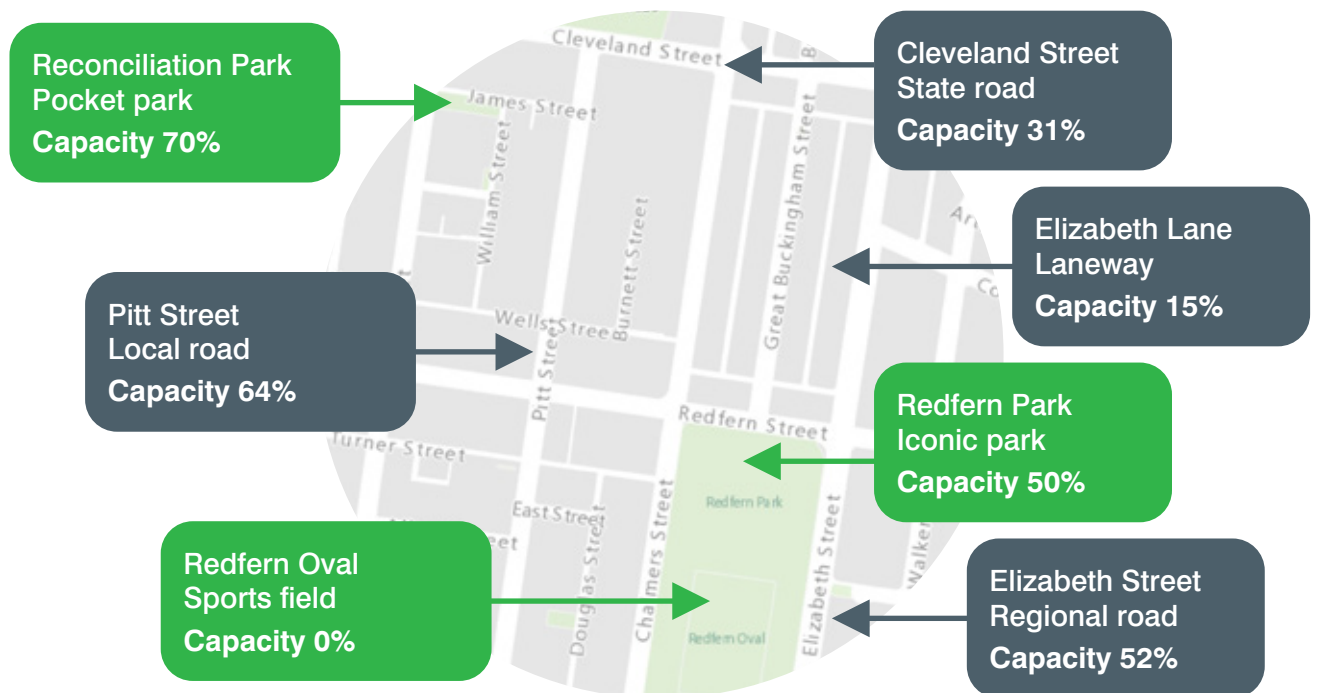 Reconciliation Park
Pocket park
Capacity 70%
Cleveland Street
State road
Capacity 31%
Elizabeth Lane
Laneway
Capacity 15%
Pitt Street
Local road
Capacity 64%
Redfern Park
Iconic park
Capacity 50%
Redfern Oval
Sports field
Capacity 0%
Elizabeth Street
Regional road
Capacity 52%
Cleveland Street
James Street
William Street
Burnett Street
Great Buckingham Street
Wells Stree
Pitt Street
Redfern Street
Turner Street
Redfern Park
East Street
Douglas Street
Chalmers Street
Elizabeth Street
Walker
Redfern Oval